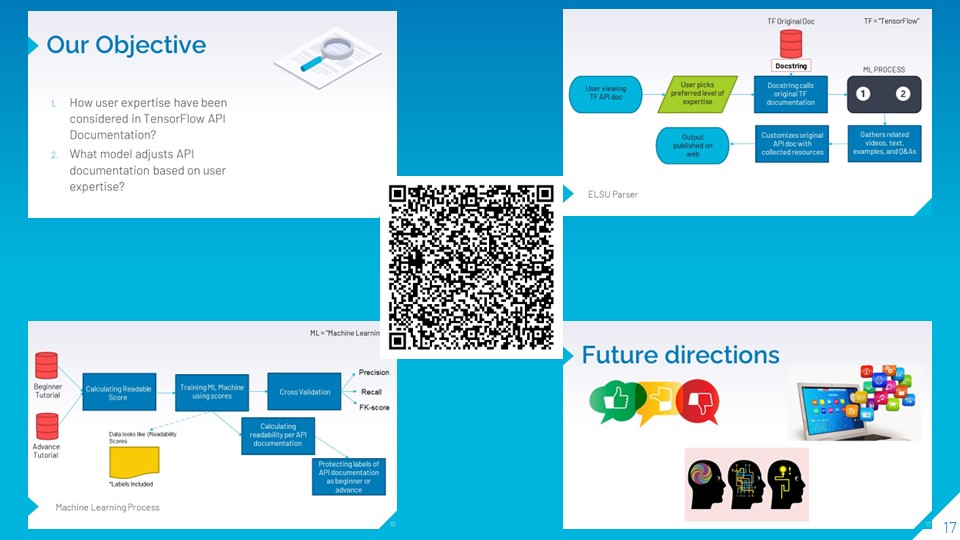 Our Objective
1. How user expertise have been
considered in TensorFlow API
Documentation?
2. What model adjusts API
documentation based on user
expertise?
TF Original Doc
TF = "TensorFlow"
Docstring
ML PROCESS
User viewing
TF API doc
User picks
preferred level of
expertise
Docstring calls
original TF
documentation
1
2
Output
published on
web
Customizes original
API doc with
collected resources
Gathers related
videos, text,
examples, and Q&As
ELSU Parser
ML = "Machine Learnin
Beginner
Tutorial
Advance
Tutorial
Calculating Readable
Score
Training ML Machine
using scores
Cross Validation
Precision
Recall
FK-score
Data looks like (Readability
Scores
*Labels Included
Calculating
readability per API
documentation
Protecting labels of
API documentation
as beginner or
advance
Machine Learning Process
10
Future directions
17
17